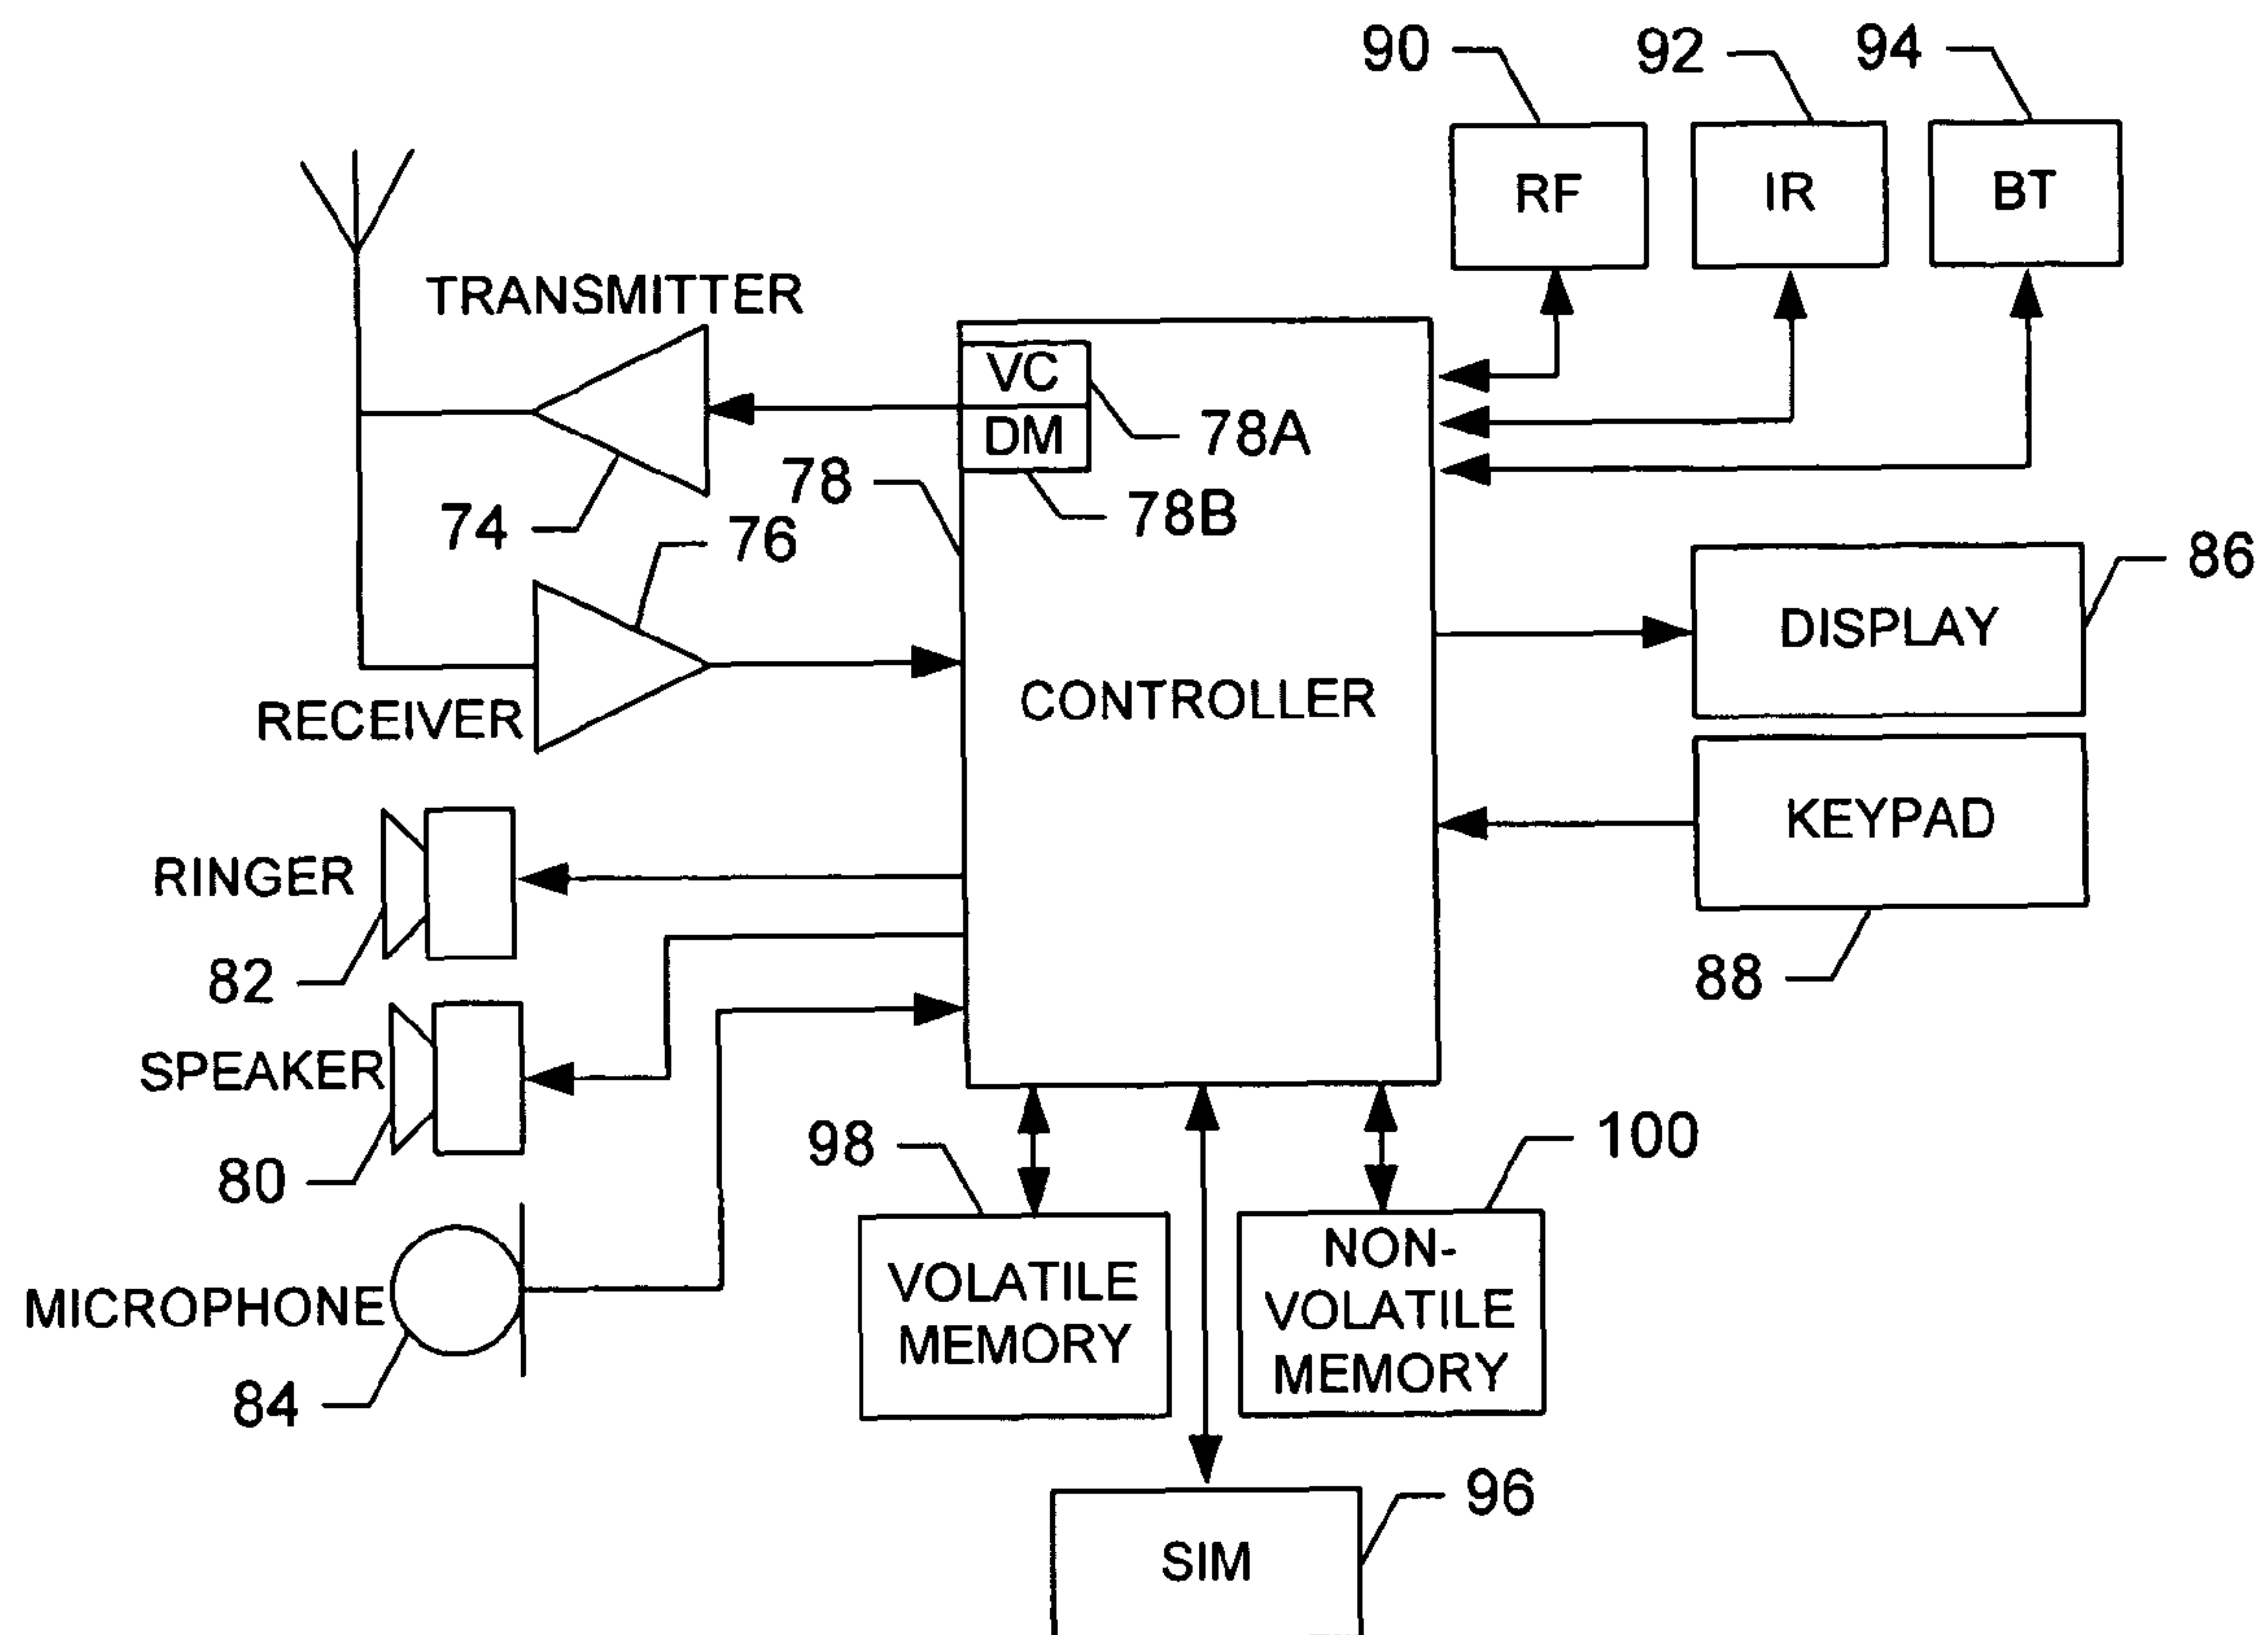 90
92
94
RF
IR
BT
TRANSMITTER
VC
DM
78A
78
78B
74
76
86
DISPLAY
CONTROLLER
RECEIVER
KEYPAD
RINGER
82
88
SPEAKER
80
98
100
VOLATILE
MEMORY
NON-
VOLATILE
MEMORY
MICROPHONE
84
96
SIM